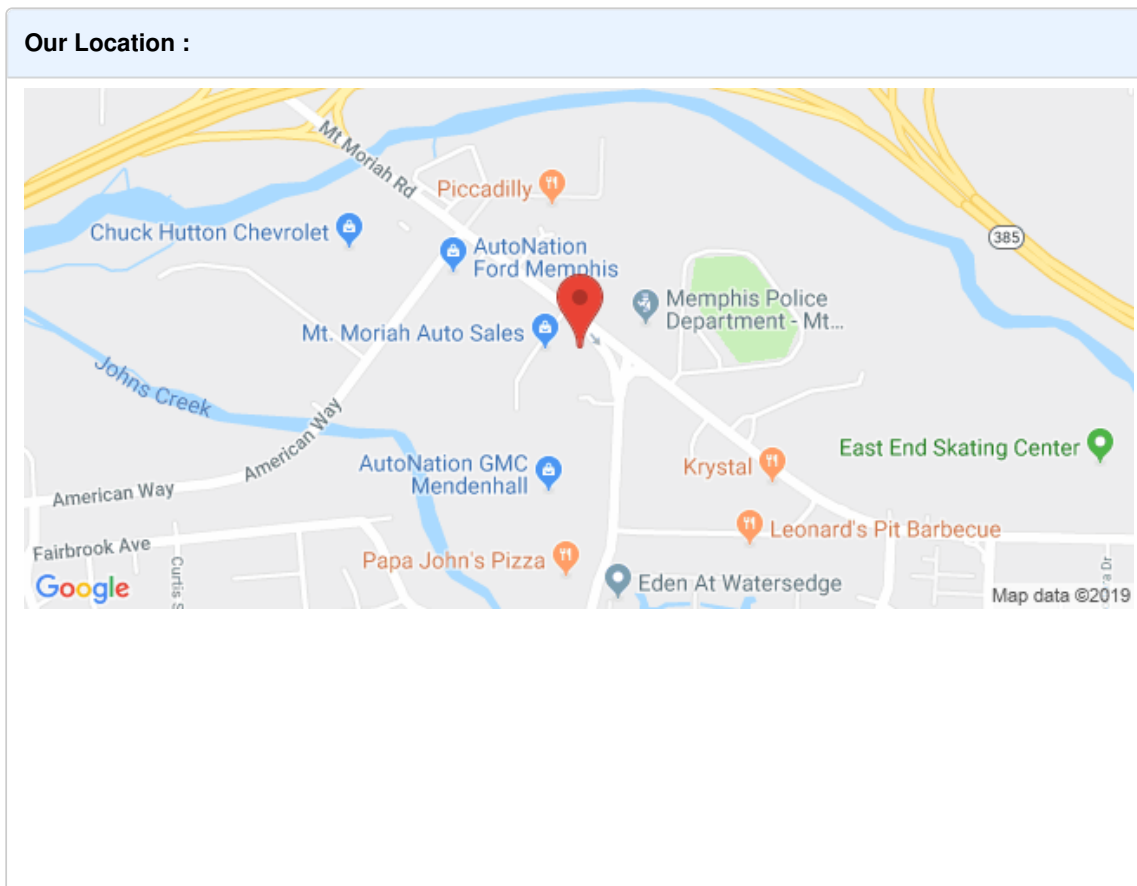 Our Location :
Mt Moriah Rd
Piccadilly
Chuck Hutton Chevrolet
AutoNation
Ford Memphis
385
Memphis Police
Department - Mt...
Mt. Moriah Auto Sales
Johns Creek
American Way
East End Skating Center
AutoNation GMC
Mendenhall
Krystal
American Way
Leonard's Pit Barbecue
Fairbrook Ave
Papa John's Pizza
Curtis S
Eden At Watersedge
Google
Map data ©2019